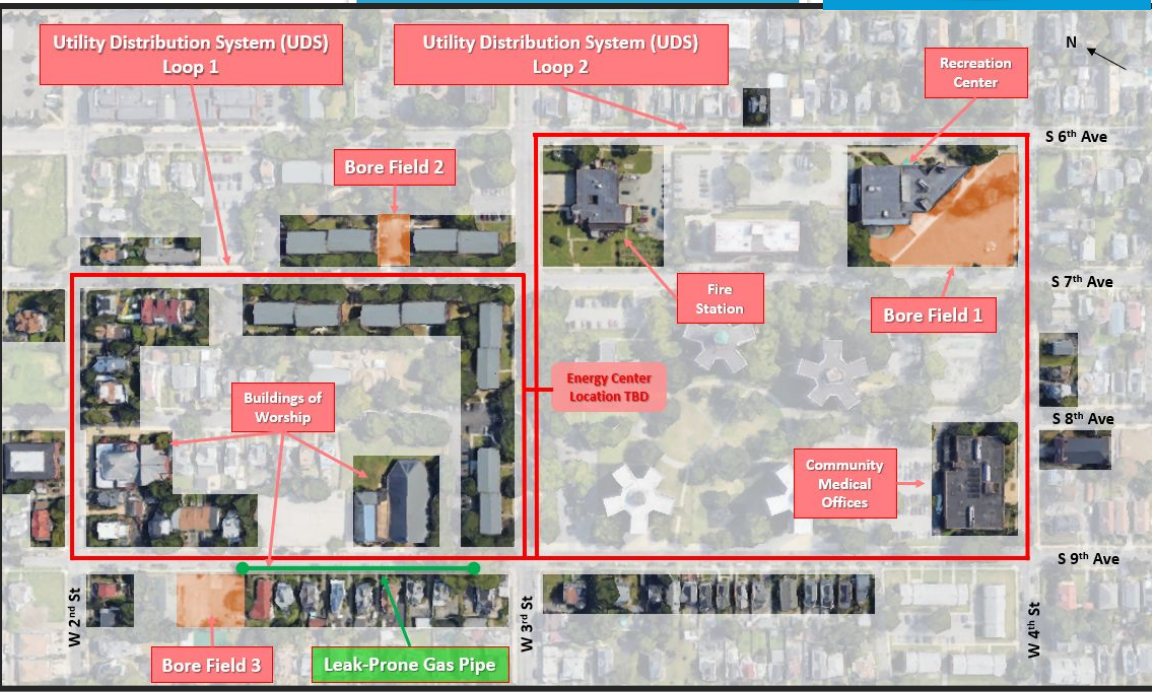 Utility Distribution System (UDS)
Loop 1
Utility Distribution System (UDS)
Loop 2
N
Recreation
Center
S 6th Ave
Bore Field 2
S 7th Ave
Fire
Station
Bore Field 1
Energy Center
Location TBD
Buildings of
Worship
S 8th Ave
Community
Medical
Offices
S 9th Ave
W 2nd St
W 3rd St
W 4th St
Bore Field 3
Leak-Prone Gas Pipe